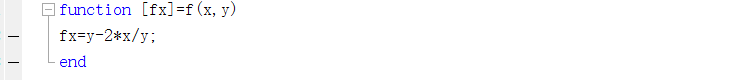 function [fx]=f(x,y)
fx=y-2*x/y;
end